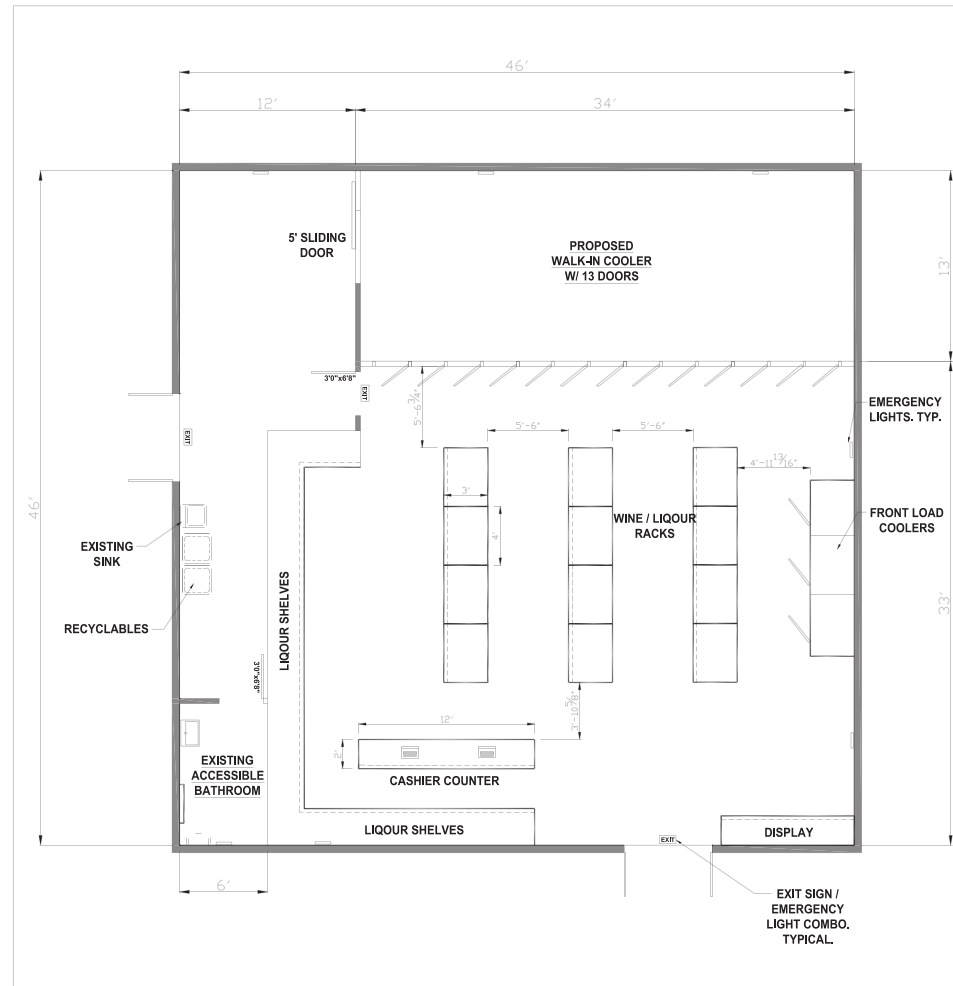 46'
12'
34'
5' SLIDING
DOOR
PROPOSED
WALK-IN COOLER
W/ 13 DOORS
13'
3'0"x6'8"
EXIT
5'-6 3/4"
EMERGENCY
LIGHTS. TYP.
EXIT
5'-6"
5'-6"
4'-11 13/16"
46'
3'
4'
WINE / LIQOUR
RACKS
FRONT LOAD
COOLERS
EXISTING
SINK
33'
RECYCLABLES
LIQOUR SHELVES
3'0"x6'8"
3'-10 5/8"
12'
2'
CASHIER COUNTER
EXISTING
ACCESSIBLE
BATHROOM
LIQOUR SHELVES
EXIT
DISPLAY
6'
EXIT SIGN /
EMERGENCY
LIGHT COMBO.
TYPICAL.